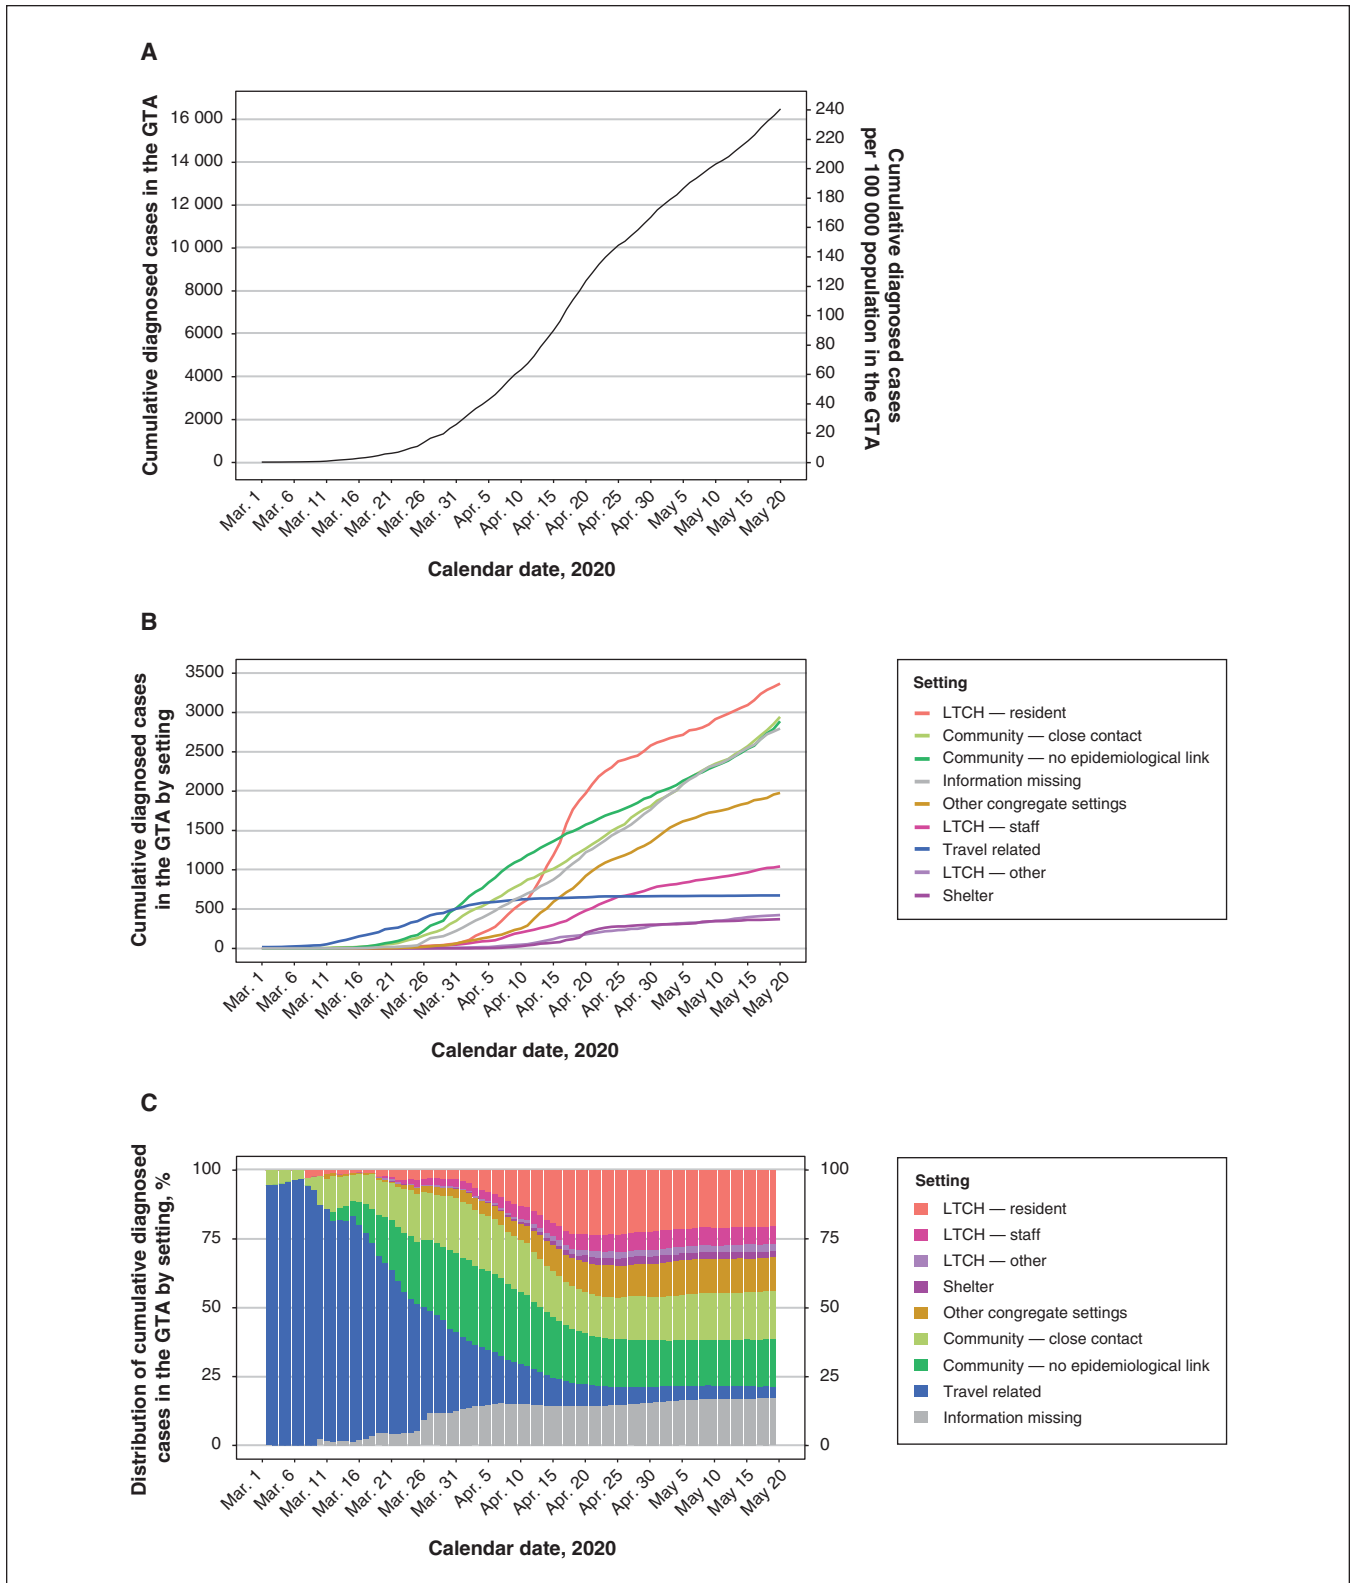 A
Cumulative diagnosed cases in the GTA
16 000
14 000
12 000
10 000
8000
6000
4000
2000
0
240
220
200
180
160
140
120
100
80
60
40
20
0
Cumulative diagnosed cases
per 100 000 population in the GTA
Mar. 1
Mar. 6
Mar. 11
Mar. 16
Mar. 21
Mar. 26
Mar. 31
Apr. 5
Apr. 10
Apr. 15
Apr. 20
Apr. 25
Apr. 30
May 5
May 10
May 15
May 20
Calendar date, 2020
B
Cumulative diagnosed cases
in the GTA by setting
3500
3000
2500
2000
1500
1000
500
0
Mar. 1
Mar. 6
Mar. 11
Mar. 16
Mar. 21
Mar. 26
Mar. 31
Apr. 5
Apr. 10
Apr. 15
Apr. 20
Apr. 25
Apr. 30
May 5
May 10
May 15
May 20
Calendar date, 2020
Setting
LTCH — resident
Community — close contact
Community — no epidemiological link
Information missing
Other congregate settings
LTCH — staff
Travel related
LTCH — other
Shelter
C
Distribution of cumulative diagnosed
cases in the GTA by setting, %
100
75
50
25
0
100
75
50
25
0
Mar. 1
Mar. 6
Mar. 11
Mar. 16
Mar. 21
Mar. 26
Mar. 31
Apr. 5
Apr. 10
Apr. 15
Apr. 20
Apr. 25
Apr. 30
May 5
May 10
May 15
May 20
Calendar date, 2020
Setting
LTCH — resident
LTCH — staff
LTCH — other
Shelter
Other congregate settings
Community — close contact
Community — no epidemiological link
Travel related
Information missing